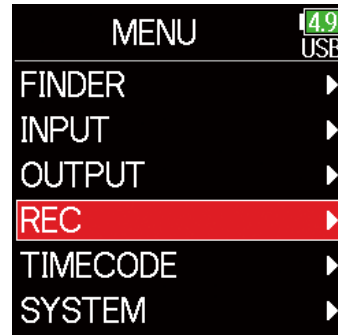 MENU
4.9
USB
FINDER
INPUT
OUTPUT
REC
TIMECODE
SYSTEM